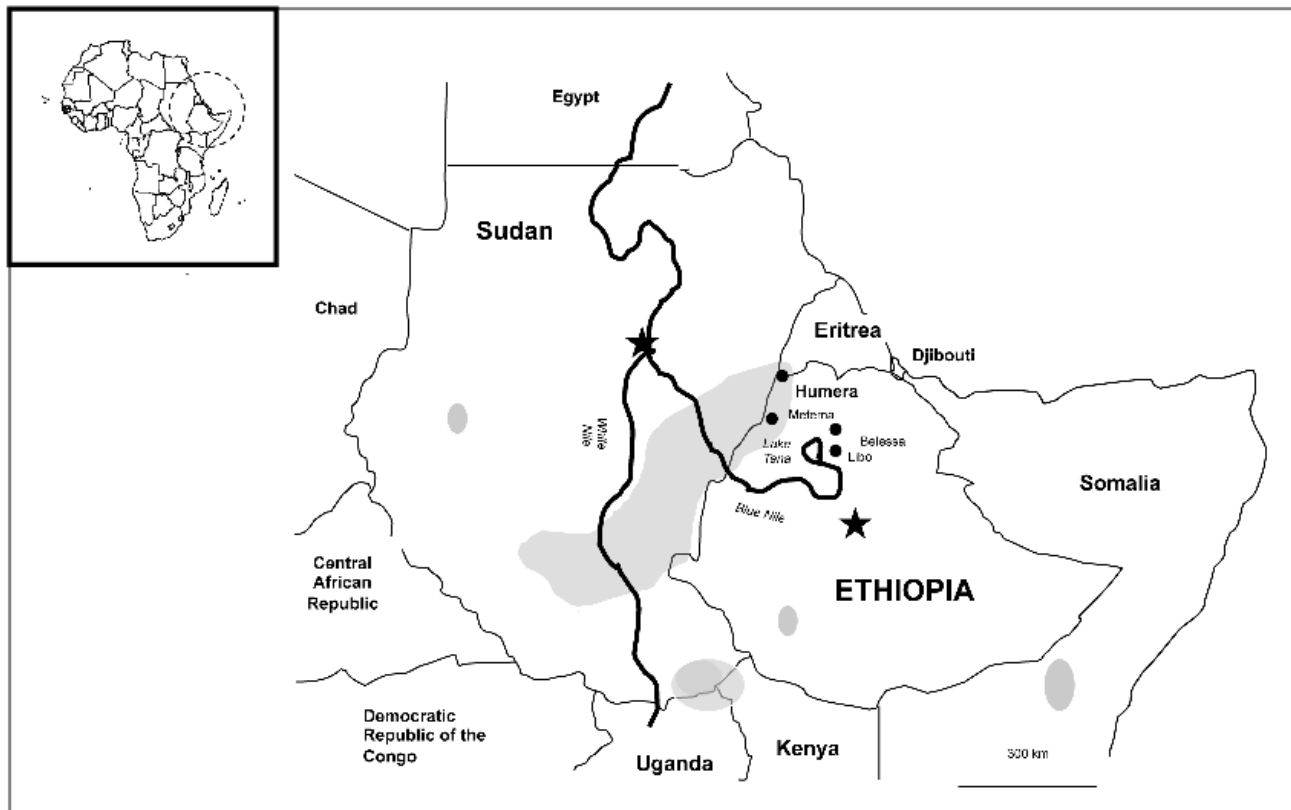 Egypt
Sudan
Chad
Eritrea
Djibouti
Humera
Metema
White
Nile
Lake
Tana
Belessa
Libo
Somalia
Blue Nile
Central
African
Republic
ETHIOPIA
Democratic
Republic of the
Congo
Uganda
Kenya
300 km